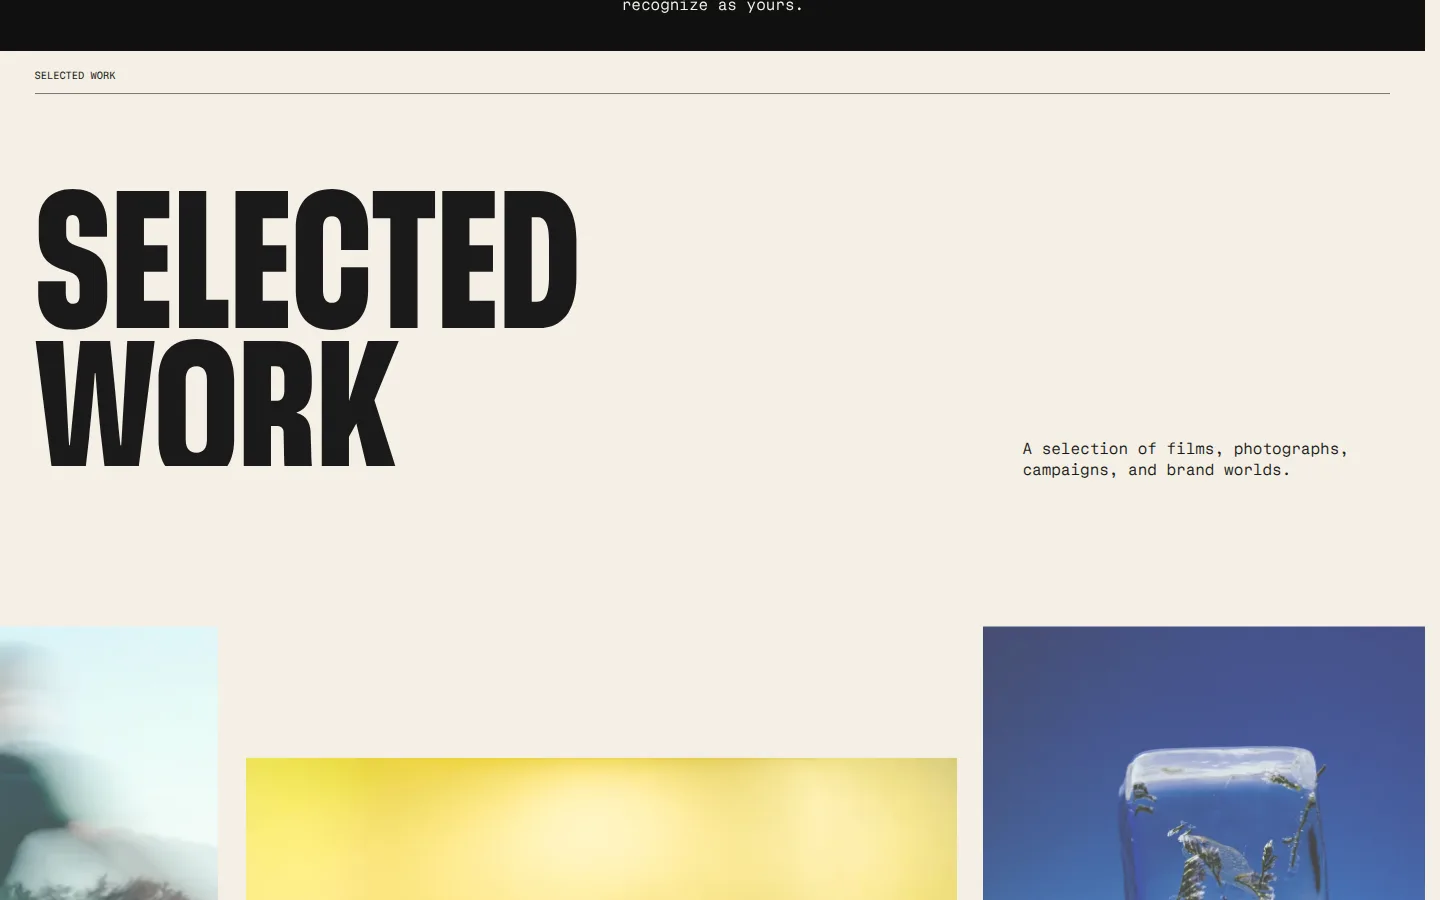 recognize as yours.
SELECTED WORK
SELECTED
WORK
A selection of films, photographs,
campaigns, and brand worlds.